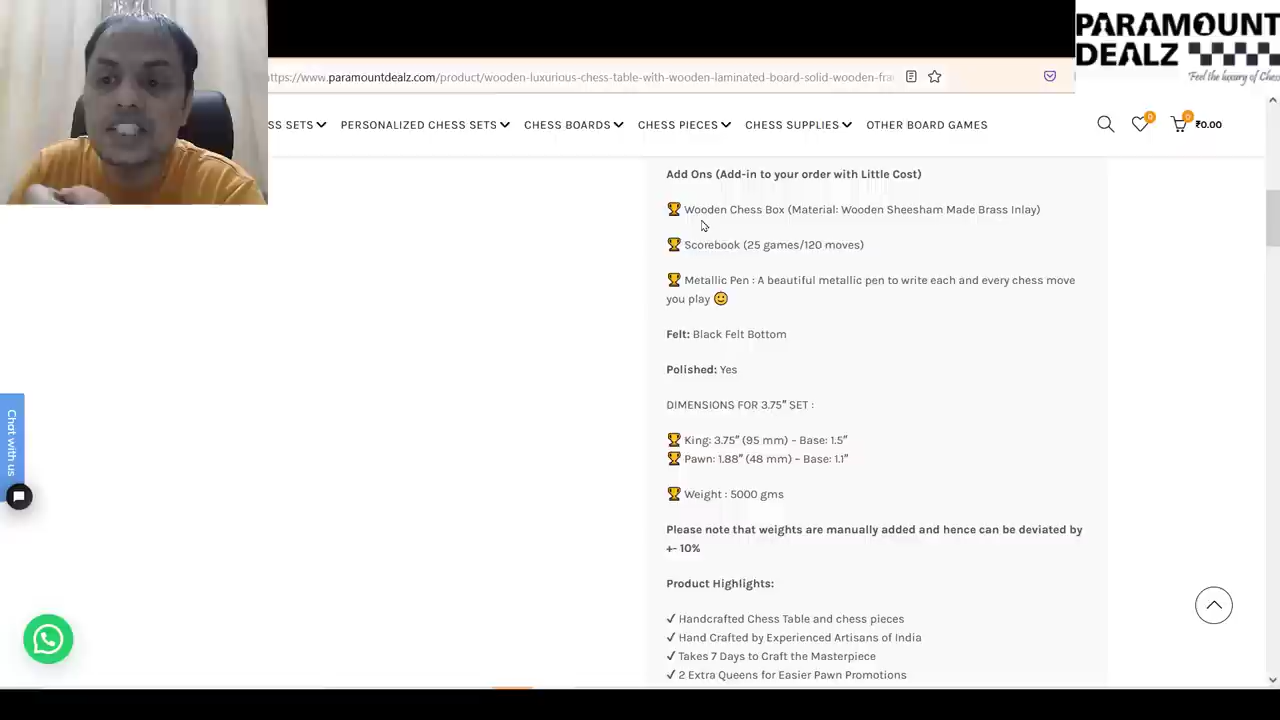 PARAMOUNT
DEALZ
"Feel the luxury of Chess
https://www.paramountdealz.com/product/wooden-luxurious-chess-table-with-wooden-laminated-board-solid-wooden-fra
SS SETS PERSONALIZED CHESS SETS CHESS BOARDS CHESS PIECES CHESS SUPPLIES OTHER BOARD GAMES 0 0 ₹0.00
Add Ons (Add-in to your order with Little Cost)
🏆 Wooden Chess Box (Material: Wooden Sheesham Made Brass Inlay)
🏆 Scorebook (25 games/120 moves)
🏆 Metallic Pen : A beautiful metallic pen to write each and every chess move
you play 🙂
Felt: Black Felt Bottom
Polished: Yes
DIMENSIONS FOR 3.75″ SET :
🏆 King: 3.75″ (95 mm) – Base: 1.5″
🏆 Pawn: 1.88″ (48 mm) – Base: 1.1″
🏆 Weight : 5000 gms
Please note that weights are manually added and hence can be deviated by
+- 10%
Product Highlights:
✓ Handcrafted Chess Table and chess pieces
✓ Hand Crafted by Experienced Artisans of India
✓ Takes 7 Days to Craft the Masterpiece
✓ 2 Extra Queens for Easier Pawn Promotions
Chat with us